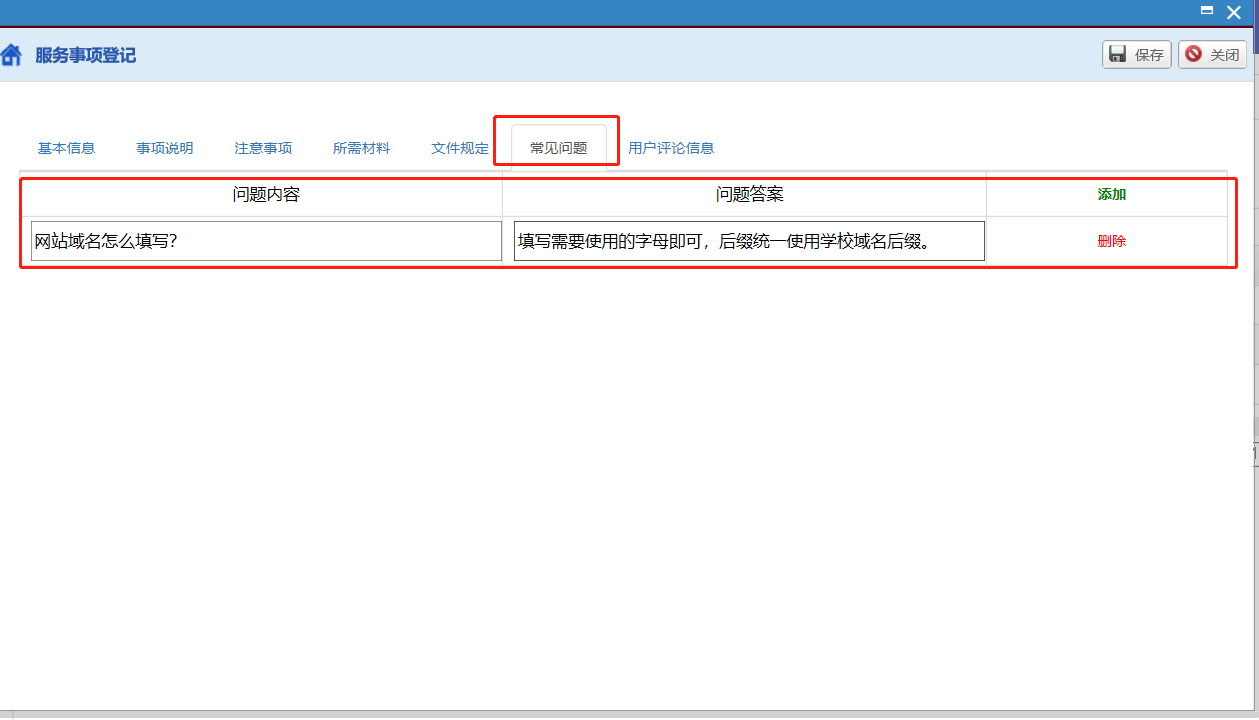 服务事项登记
保存
关闭
基本信息 事项说明 注意事项 所需材料 文件规定 常见问题 用户评论信息
问题内容 问题答案 添加
网站域名怎么填写? 填写需要使用的字母即可，后缀统一使用学校域名后缀。 删除